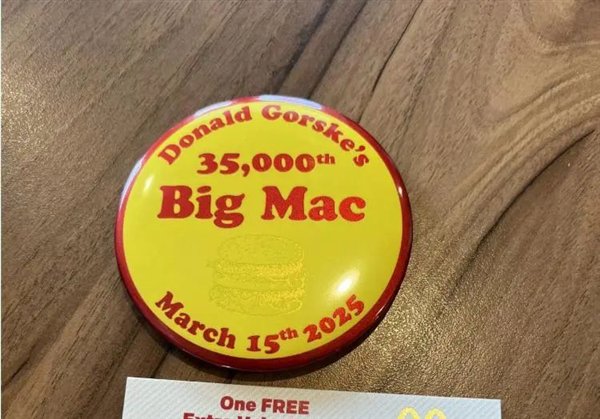 Donald Gorske's
35,000th
Big Mac
March 15th 2025
One FREE